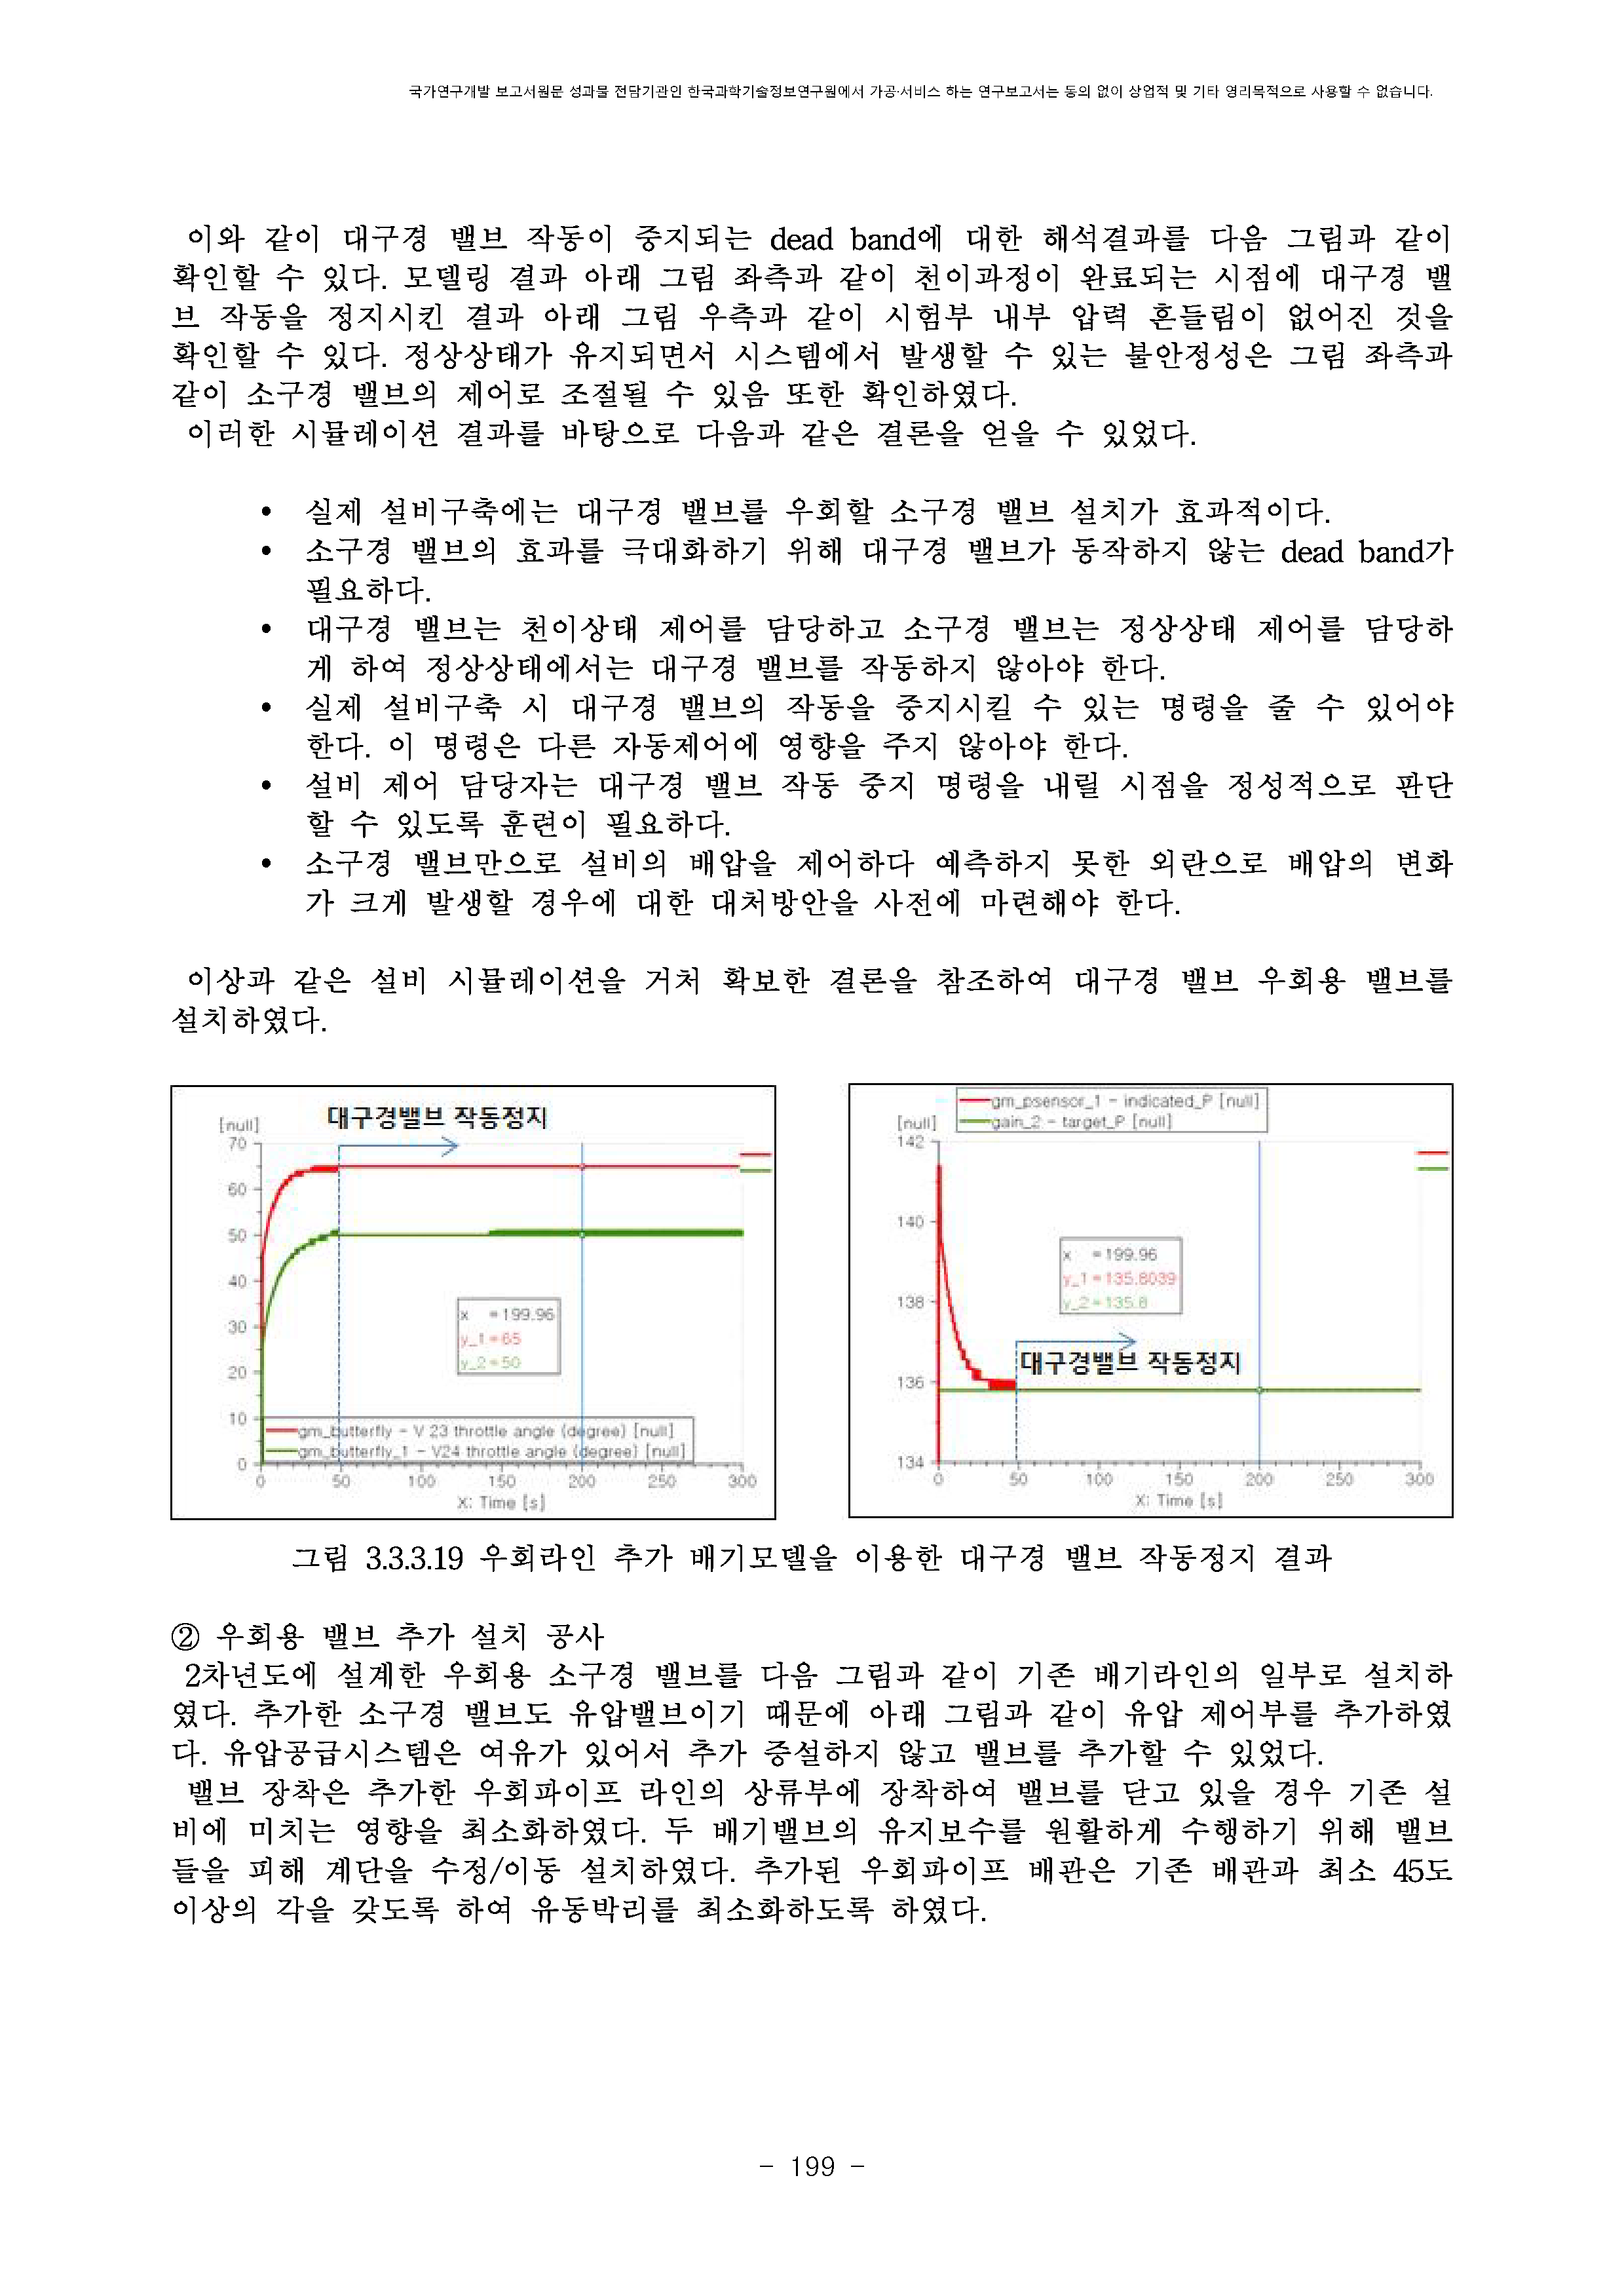 국가연구개발 보고서원문 성과물 전담기관인 한국과학기술정보연구원에서 가공·서비스 하는 연구보고서는 동의 없이 상업적 및 기타 영리목적으로 사용할 수 없습니다.
이와 같이 대구경 밸브 작동이 중지되는 dead band에 대한 해석결과를 다음 그림과 같이
확인할 수 있다. 모델링 결과 아래 그림 좌측과 같이 천이과정이 완료되는 시점에 대구경 밸
브 작동을 정지시킨 결과 아래 그림 우측과 같이 시험부 내부 압력 흔들림이 없어진 것을
확인할 수 있다. 정상상태가 유지되면서 시스템에서 발생할 수 있는 불안정성은 그림 좌측과
같이 소구경 밸브의 제어로 조절될 수 있음 또한 확인하였다.
이러한 시뮬레이션 결과를 바탕으로 다음과 같은 결론을 얻을 수 있었다.
• 실제 설비구축에는 대구경 밸브를 우회할 소구경 밸브 설치가 효과적이다.
• 소구경 밸브의 효과를 극대화하기 위해 대구경 밸브가 동작하지 않는 dead band가
필요하다.
• 대구경 밸브는 천이상태 제어를 담당하고 소구경 밸브는 정상상태 제어를 담당하
게 하여 정상상태에서는 대구경 밸브를 작동하지 않아야 한다.
• 실제 설비구축 시 대구경 밸브의 작동을 중지시킬 수 있는 명령을 줄 수 있어야
한다. 이 명령은 다른 자동제어에 영향을 주지 않아야 한다.
• 설비 제어 담당자는 대구경 밸브 작동 중지 명령을 내릴 시점을 정성적으로 판단
할 수 있도록 훈련이 필요하다.
• 소구경 밸브만으로 설비의 배압을 제어하다 예측하지 못한 외란으로 배압의 변화
가 크게 발생할 경우에 대한 대처방안을 사전에 마련해야 한다.
이상과 같은 설비 시뮬레이션을 거쳐 확보한 결론을 참조하여 대구경 밸브 우회용 밸브를
설치하였다.
[null]
대구경밸브 작동정지
70
60
50
40
30
20
10
0
x =199.96
y_1=65
y_2=50
gm_butterfly - V 23 throttle angle (degree) [null]
gm_butterfly_1 - V24 throttle angle (degree) [null]
0 50 100 150 200 250 300
X: Time [s]
gm_psensor_1 - indicated_P [null]
gain_2 - target_P [null]
[null]
142
140
138
136
134
x =199.96
y_1=135.8039
y_2=135.8
대구경밸브 작동정지
0 50 100 150 200 250 300
X: Time [s]
그림 3.3.3.19 우회라인 추가 배기모델을 이용한 대구경 밸브 작동정지 결과
② 우회용 밸브 추가 설치 공사
2차년도에 설계한 우회용 소구경 밸브를 다음 그림과 같이 기존 배기라인의 일부로 설치하
였다. 추가한 소구경 밸브도 유압밸브이기 때문에 아래 그림과 같이 유압 제어부를 추가하였
다. 유압공급시스템은 여유가 있어서 추가 증설하지 않고 밸브를 추가할 수 있었다.
밸브 장착은 추가한 우회파이프 라인의 상류부에 장착하여 밸브를 닫고 있을 경우 기존 설
비에 미치는 영향을 최소화하였다. 두 배기밸브의 유지보수를 원활하게 수행하기 위해 밸브
들을 피해 계단을 수정/이동 설치하였다. 추가된 우회파이프 배관은 기존 배관과 최소 45도
이상의 각을 갖도록 하여 유동박리를 최소화하도록 하였다.
- 199 -